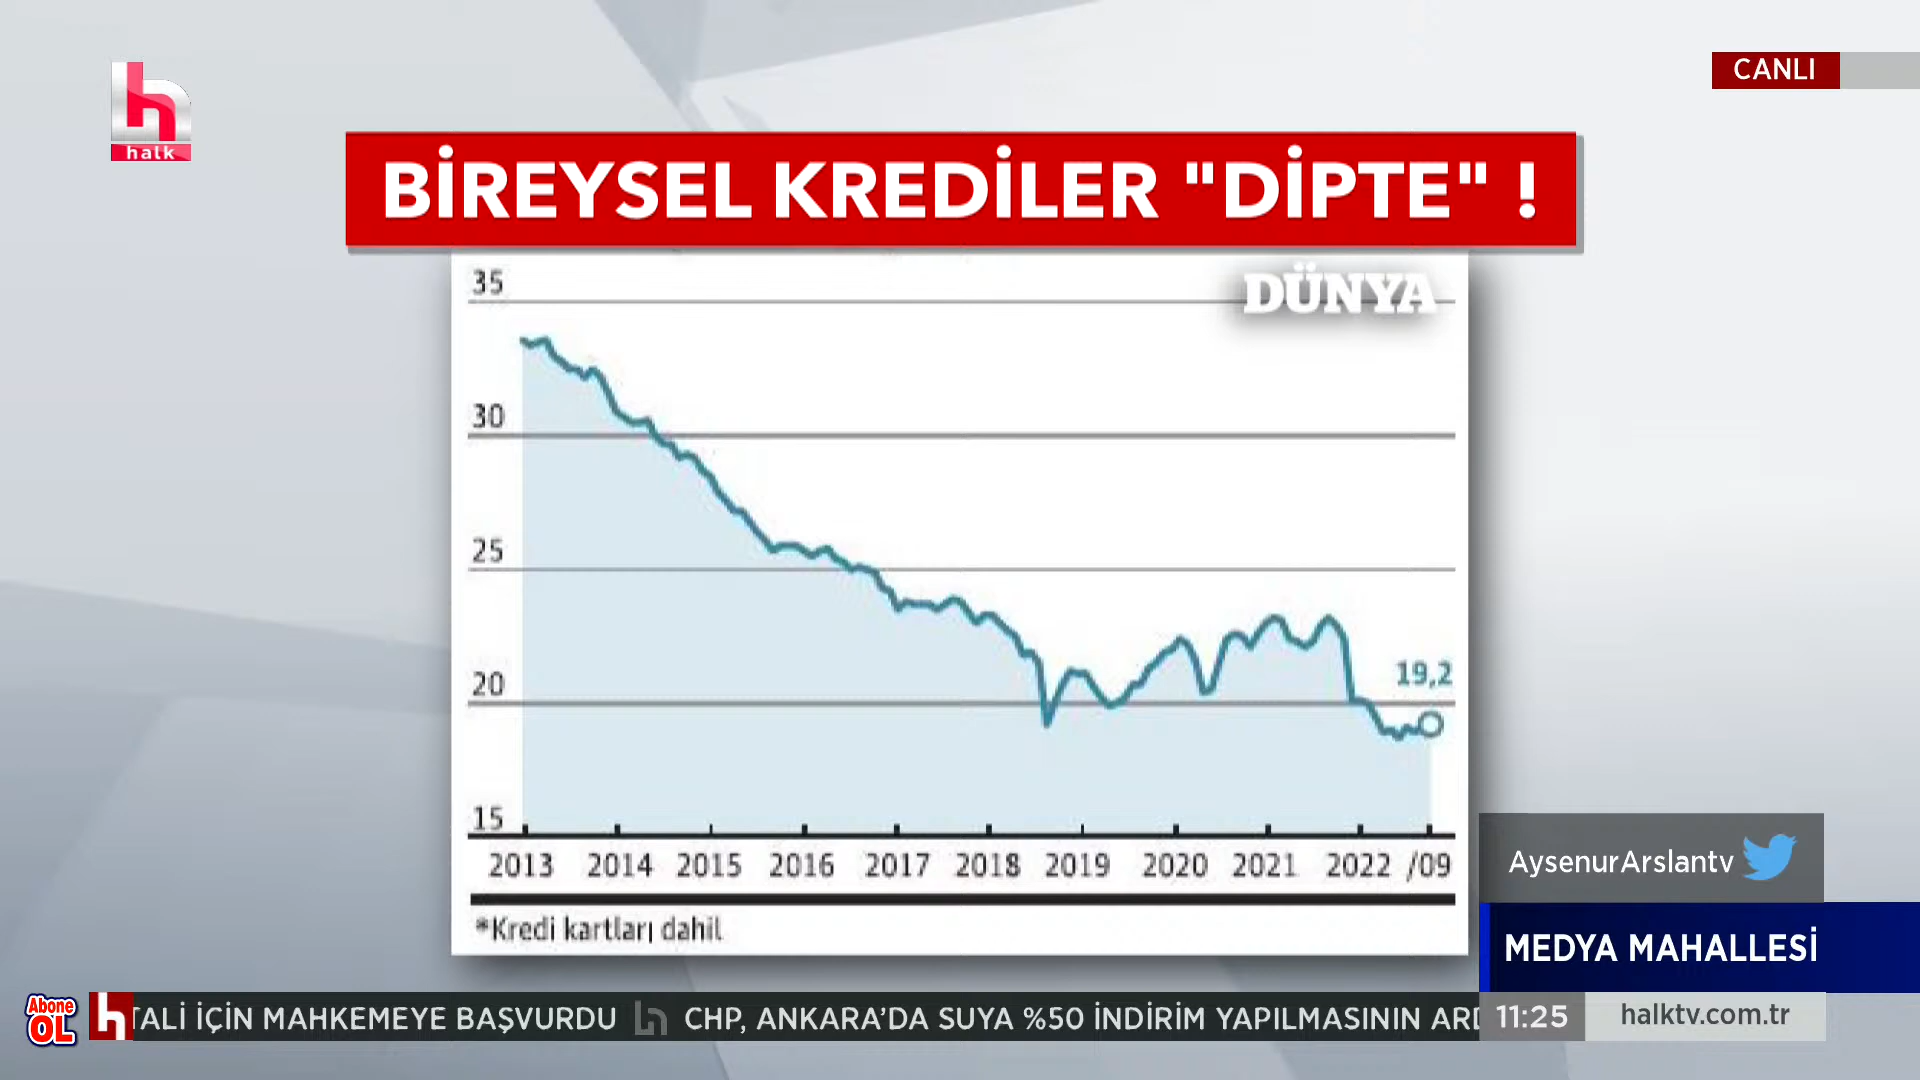 halk
CANLI
BİREYSEL KREDİLER "DİPTE" !
DÜNYA
35
30
25
20
15
19,2
2013 2014 2015 2016 2017 2018 2019 2020 2021 2022 /09
*Kredi kartları dahil
AysenurArslantv
MEDYA MAHALLESİ
Abone
OL
TALİ İÇİN MAHKEMEYE BAŞVURDU CHP, ANKARA’DA SUYA %50 İNDİRİM YAPILMASININ ARD
11:25
halktv.com.tr